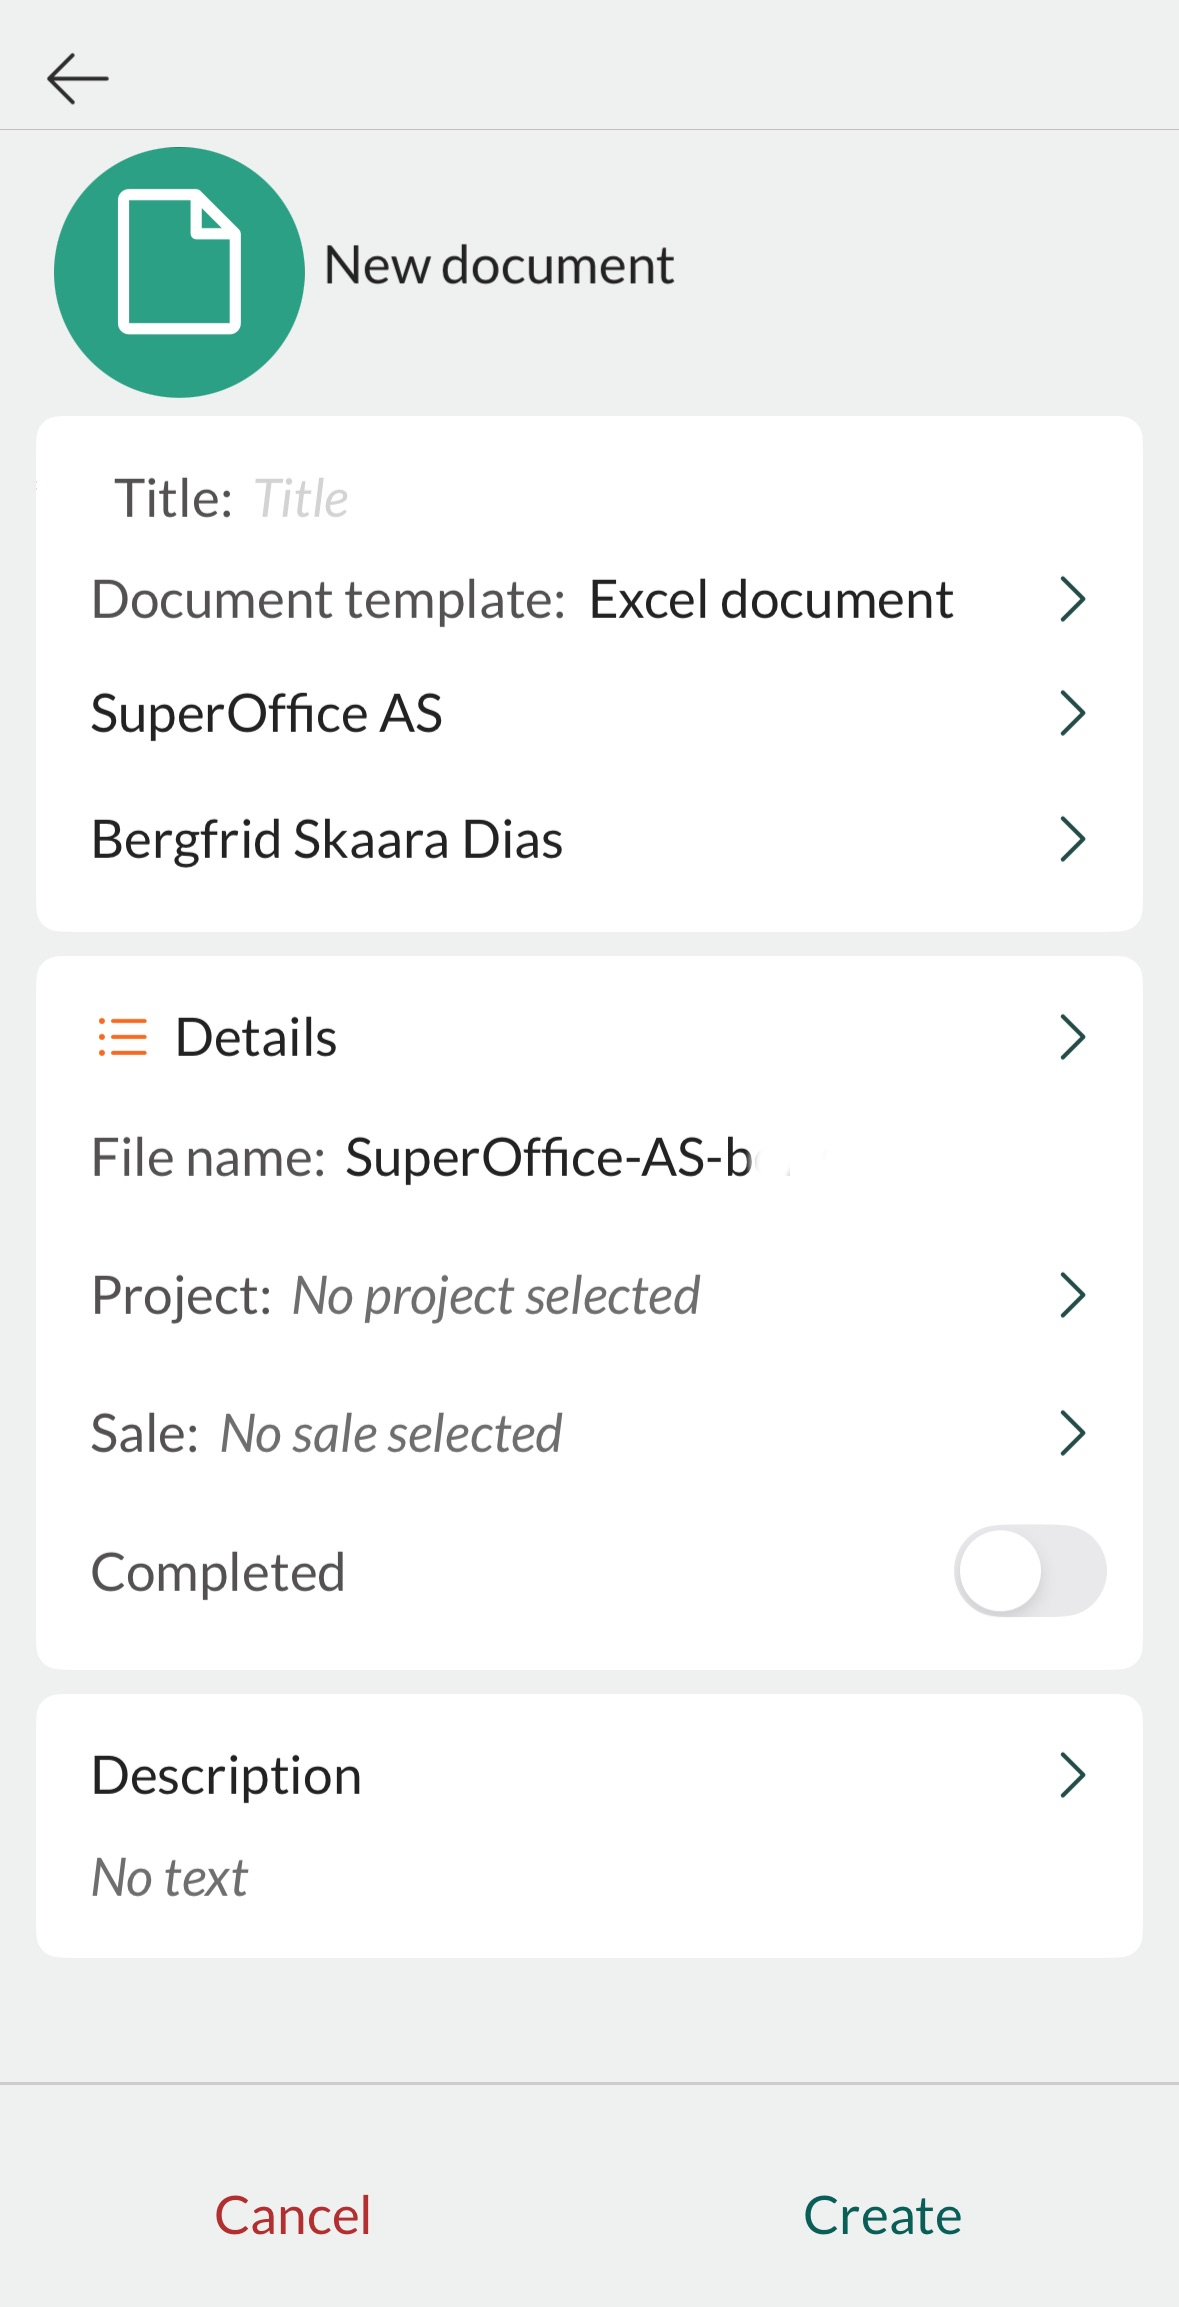 New document
Title: Title
Document template: Excel document
SuperOffice AS
Bergfrid Skaara Dias
Details
File name: SuperOffice-AS-b
Project: No project selected
Sale: No sale selected
Completed
Description
No text
Cancel
Create